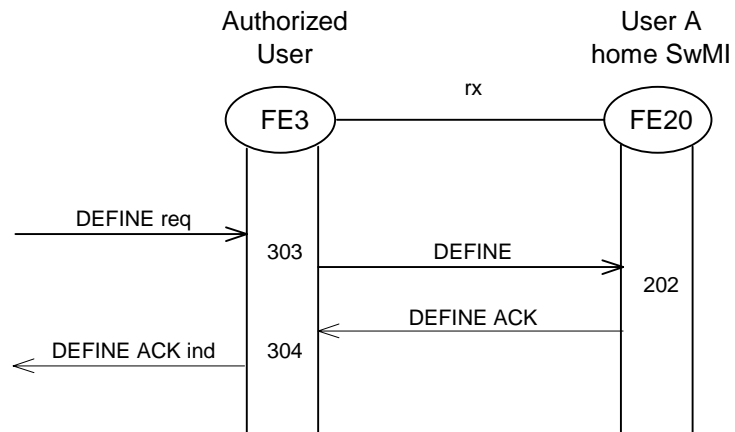 Authorized
User
User A
home SwMI
rx
FE3
FE20
DEFINE req
303
DEFINE
202
DEFINE ACK
DEFINE ACK ind
304